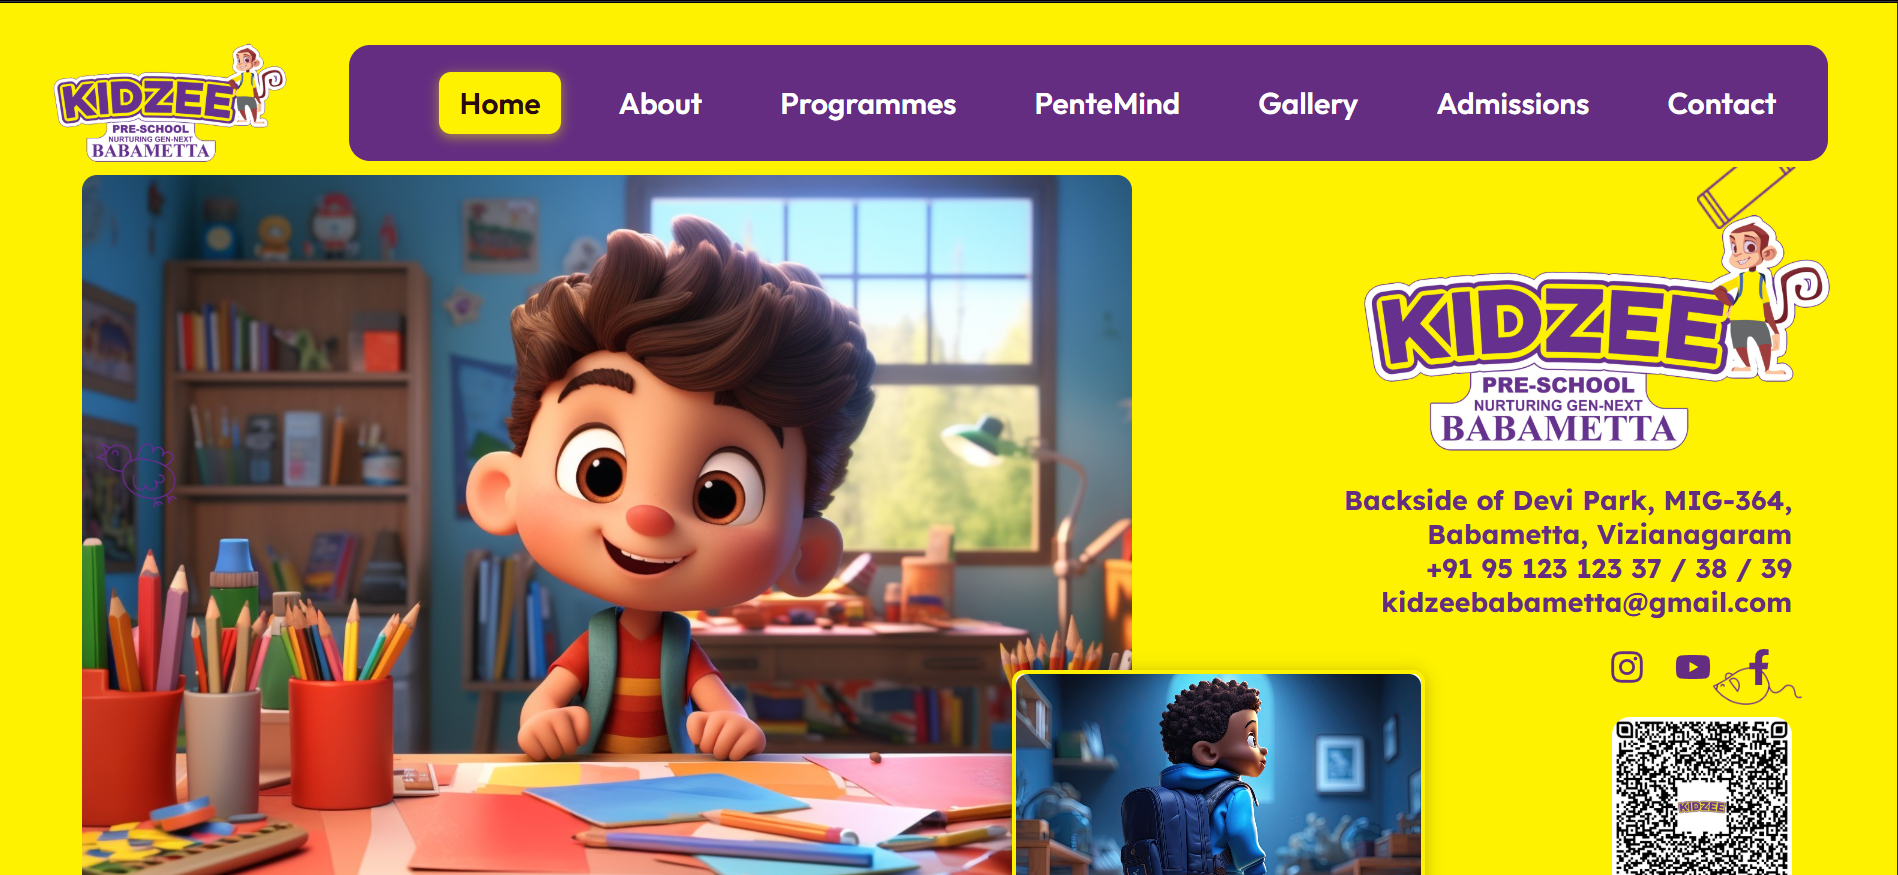 KIDZEE
PRE-SCHOOL
NURTURING GEN-NEXT
BABAMETTA
Home
About
Programmes
PenteMind
Gallery
Admissions
Contact
KIDZEE
PRE-SCHOOL
NURTURING GEN-NEXT
BABAMETTA
Backside of Devi Park, MIG-364,
Babametta, Vizianagaram
+91 95 123 123 37 / 38 / 39
kidzeebabametta@gmail.com
KIDZEE